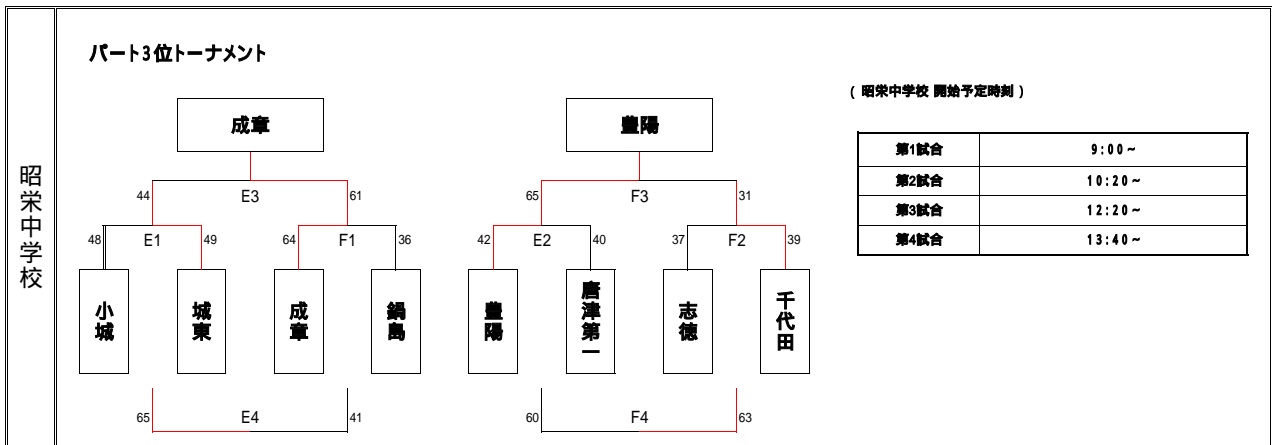 昭栄中学校
パート3位トーナメント
成章
豊陽
44 E3 61
65 F3 31
48 E1 49
64 F1 36
42 E2 40
37 F2 39
小城
城東
成章
鍋島
豊陽
唐津第一
志徳
千代田
65 E4 41
60 F4 63
( 昭栄中学校 開始予定時刻 )
第1試合 9:00~
第2試合 10:20~
第3試合 12:20~
第4試合 13:40~